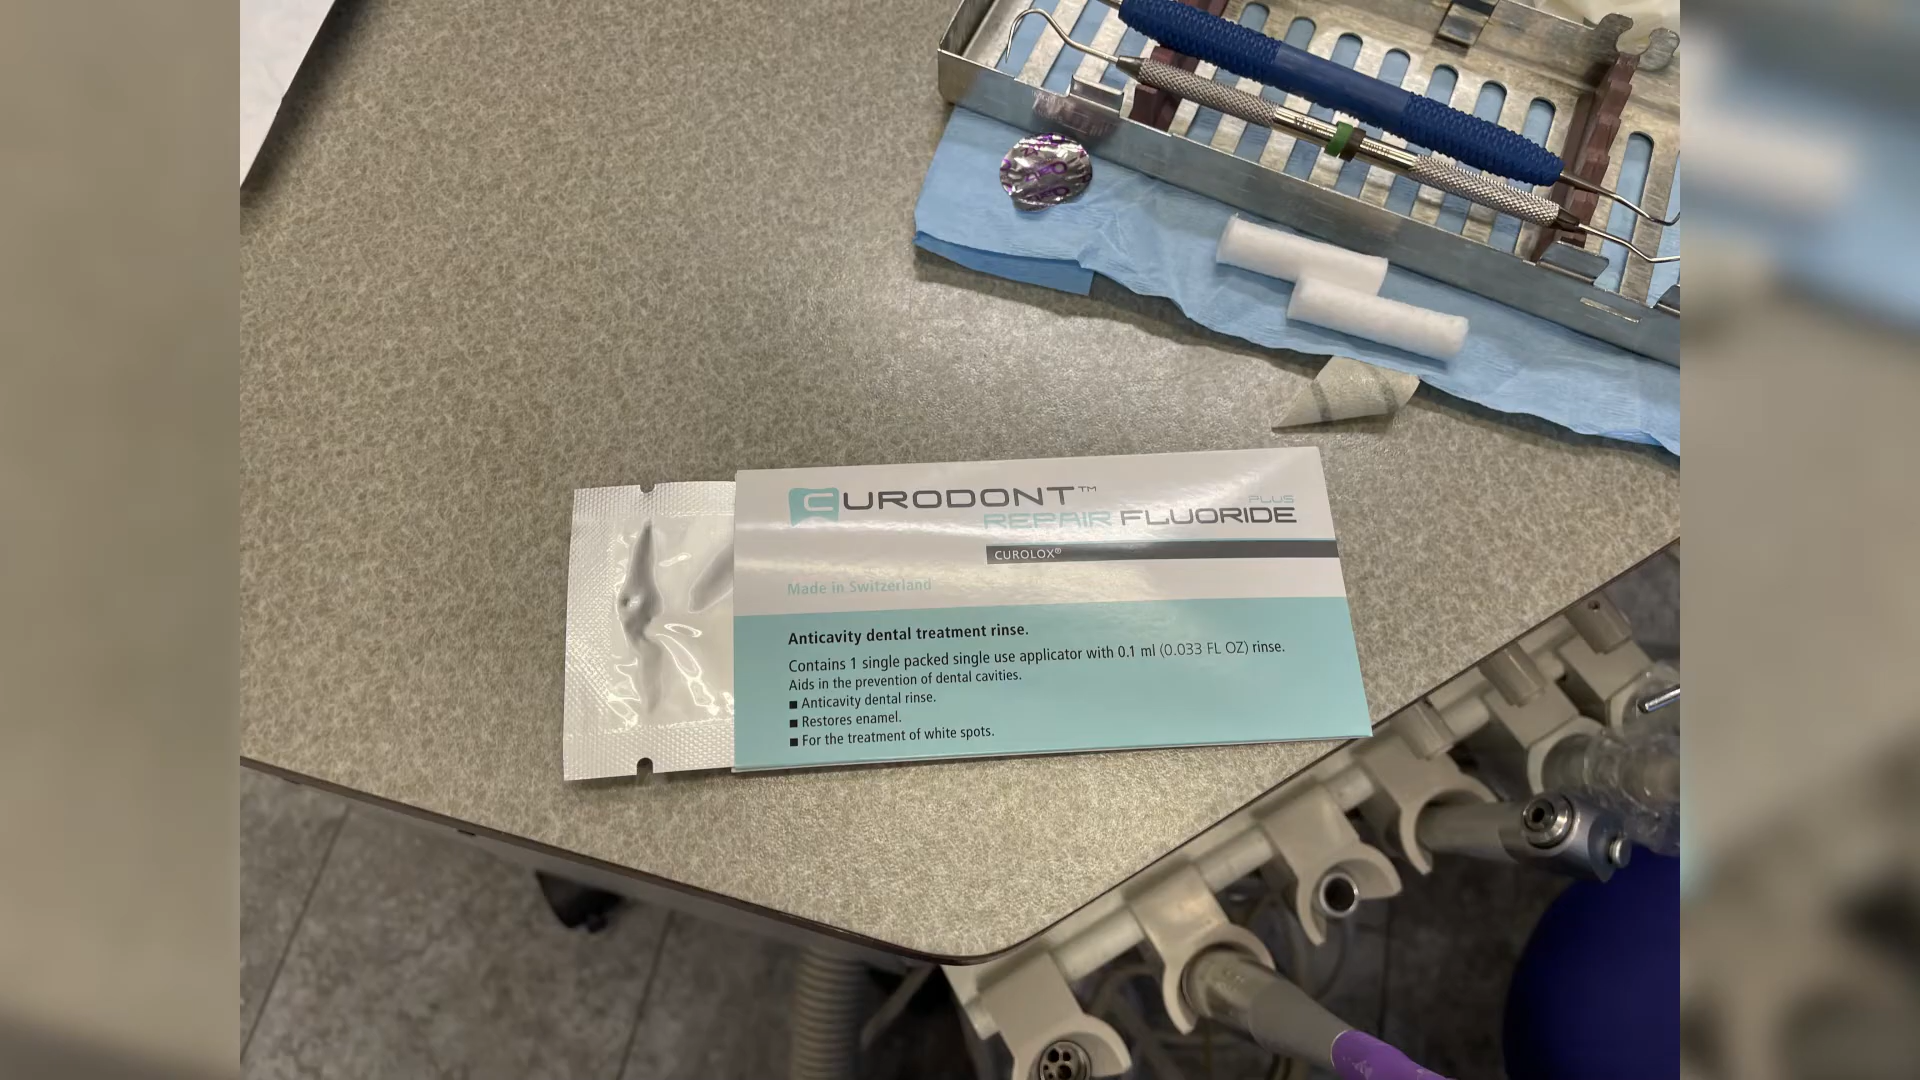 CURODONT™
PLUS
REPAIR FLUORIDE
CUROLOX®
Made in Switzerland
Anticavity dental treatment rinse.
Contains 1 single packed single use applicator with 0.1 ml (0.033 FL OZ) rinse.
Aids in the prevention of dental cavities.
■ Anticavity dental rinse.
■ Restores enamel.
■ For the treatment of white spots.